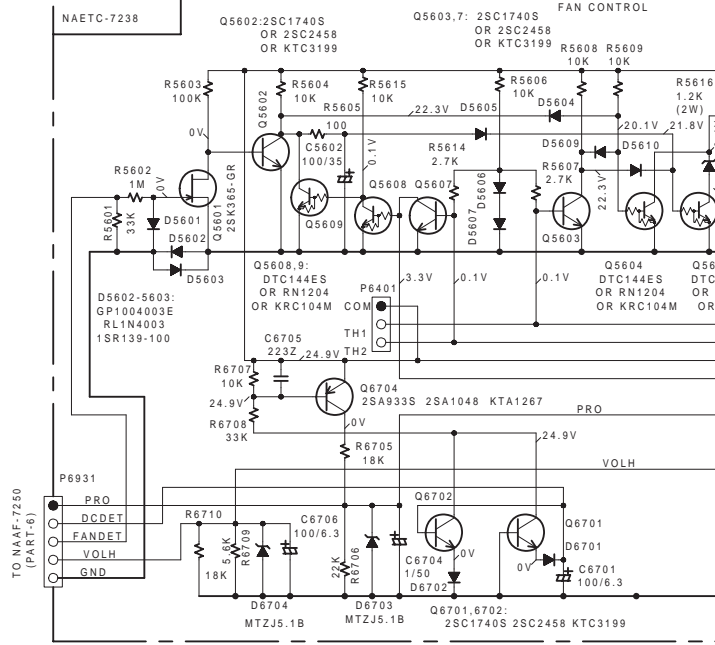 NAETC-7238
Q5602:2SC1740S
OR 2SC2458
OR KTC3199
Q5603,7: 2SC1740S
OR 2SC2458
OR KTC3199
FAN CONTROL
R5603
100K
Q5602
R5604
10K
R5605
100
R5615
10K
R5606
10K
R5608
10K
R5609
10K
R5616
1.2K
(2W)
22.3V
D5605
D5604
20.1V
21.8V
0V
C5602
100/35
0.1V
R5614
2.7K
D5609
D5610
R5607
2.7K
22.3V
R5602
1M
0V
Q5601
2SK365-GR
R5601
33K
D5601
D5602
D5603
Q5609
Q5608
Q5607
D5606
D5607
Q5603
D5602-5603:
GP1004003E
RL1N4003
1SR139-100
Q5608,9:
DTC144ES
OR RN1204
OR KRC104M
P6401
COM
TH1
TH2
3.3V
0.1V
0.1V
Q5604
DTC144ES
OR RN1204
OR KRC104M
Q56
DTC
OR
OR
C6705
223Z
24.9V
R6707
10K
24.9V
R6708
33K
Q6704
2SA933S 2SA1048 KTA1267
0V
PRO
R6705
18K
24.9V
VOLH
P6931
PRO
DCDET
FANDET
VOLH
GND
TO NAAF-7250
(PART-6)
R6710
18K
5.6K
R6709
C6706
100/6.3
22K
R6706
Q6702
0V
C6704
1/50
D6702
Q6701
D6701
0V
C6701
100/6.3
D6704
MTZJ5.1B
D6703
MTZJ5.1B
Q6701,6702:
2SC1740S 2SC2458 KTC3199